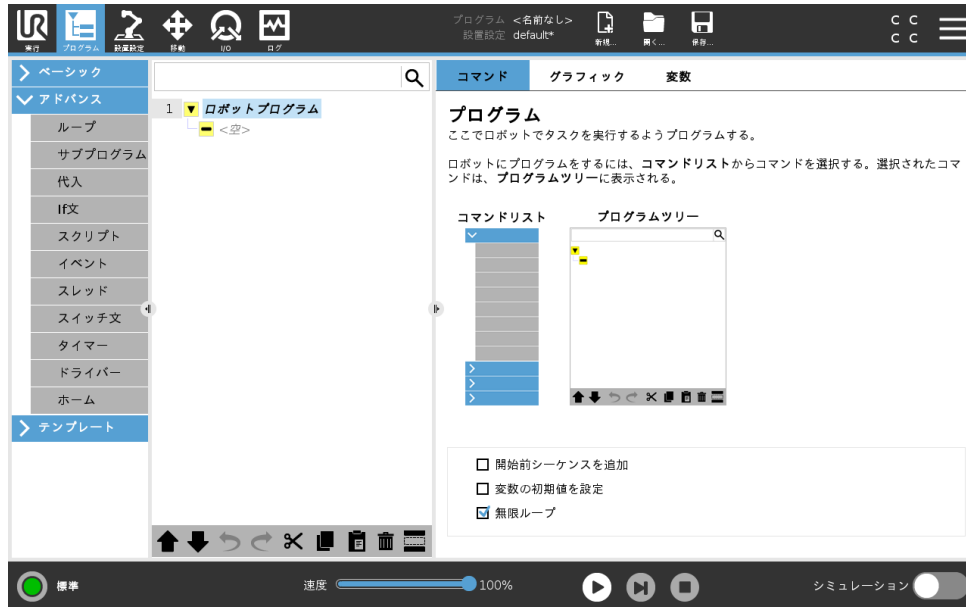 UR
実行
プログラム
設置設定
移動
I/O
ログ
プログラム <名前なし>
設置設定 default*
新規...
開く...
保存...
C C
C C
ベーシック
アドバンス
ループ
サブプログラム
代入
If文
スクリプト
イベント
スレッド
スイッチ文
タイマー
ドライバー
ホーム
テンプレート
1 ロボットプログラム
<空>
コマンド グラフィック 変数
プログラム
ここでロボットでタスクを実行するようプログラムする。
ロボットにプログラムをするには、コマンドリストからコマンドを選択する。選択されたコマ
ンドは、プログラムツリーに表示される。
コマンドリスト プログラムツリー
開始前シーケンスを追加
変数の初期値を設定
無限ループ
標準
速度 100%
シミュレーション